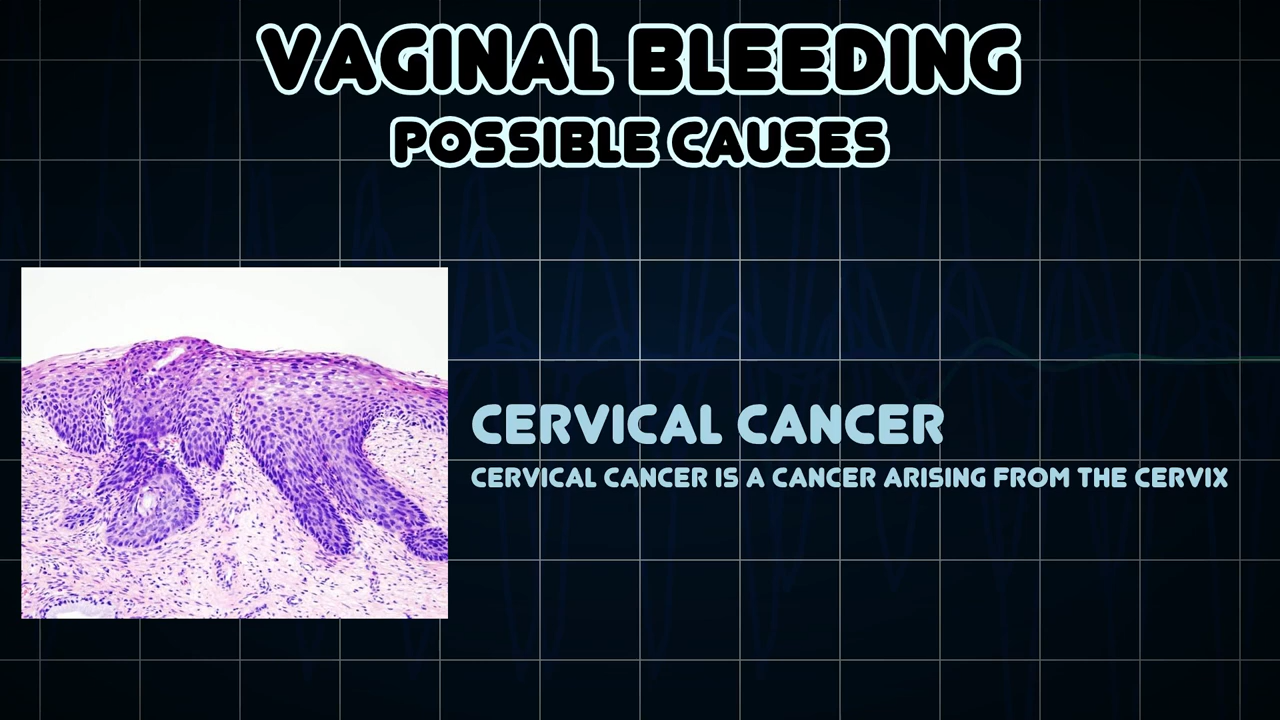 VAGINAL BLEEDING
POSSIBLE CAUSES
CERVICAL CANCER
CERVICAL CANCER IS A CANCER ARISING FROM THE CERVIX